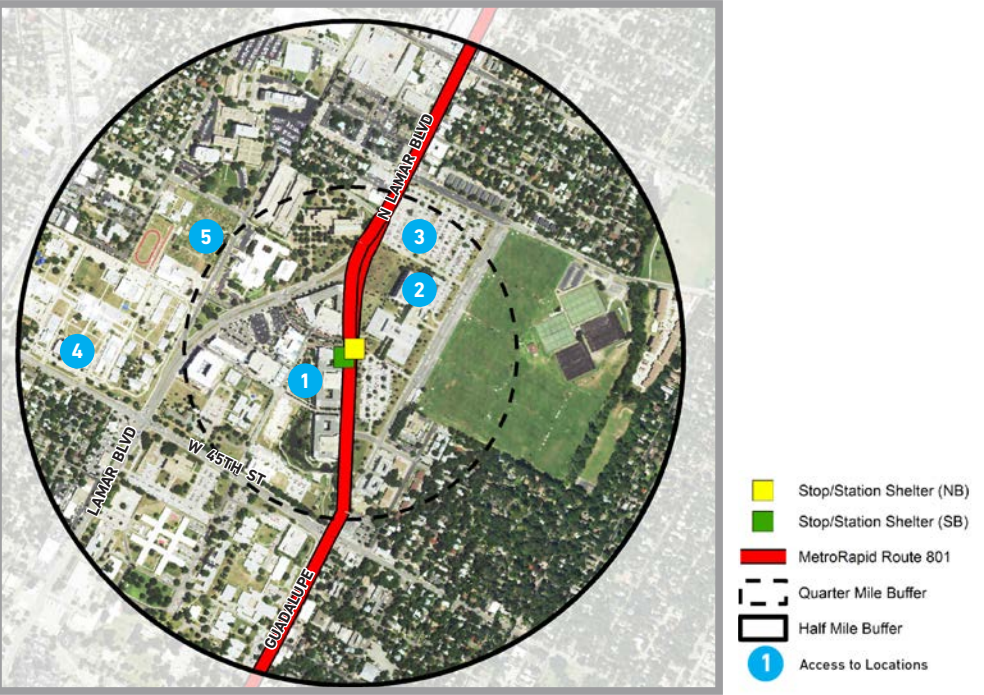 N LAMAR BLVD
5
3
2
4
1
W 45TH ST
LAMAR BLVD
GUADALUPE
Stop/Station Shelter (NB)
Stop/Station Shelter (SB)
MetroRapid Route 801
Quarter Mile Buffer
Half Mile Buffer
1 Access to Locations